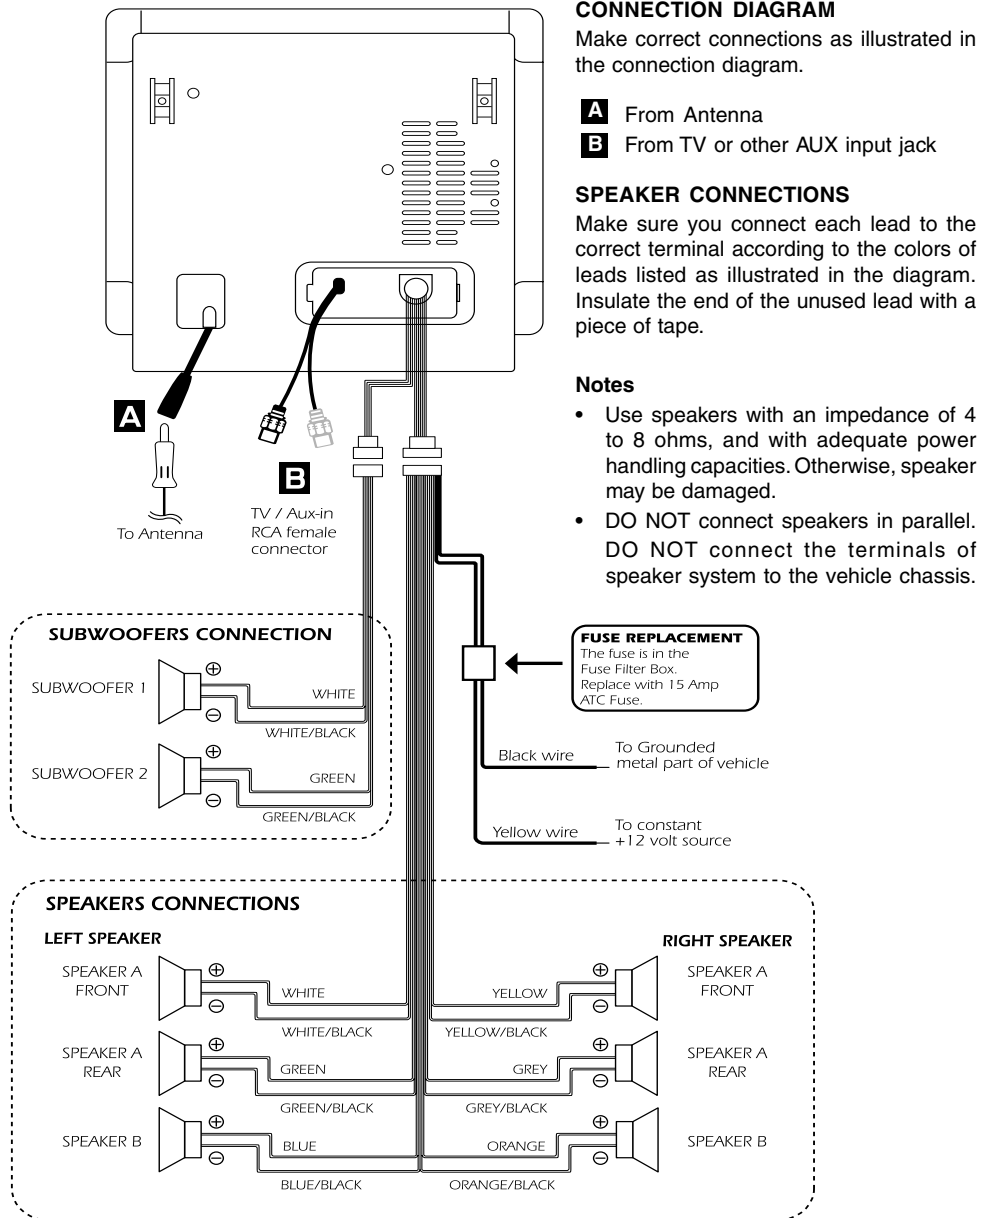 CONNECTION DIAGRAM
Make correct connections as illustrated in
the connection diagram.
A From Antenna
B From TV or other AUX input jack
SPEAKER CONNECTIONS
Make sure you connect each lead to the
correct terminal according to the colors of
leads listed as illustrated in the diagram.
Insulate the end of the unused lead with a
piece of tape.
Notes
• Use speakers with an impedance of 4
to 8 ohms, and with adequate power
handling capacities. Otherwise, speaker
may be damaged.
• DO NOT connect speakers in parallel.
DO NOT connect the terminals of
speaker system to the vehicle chassis.
A
To Antenna
B
TV / Aux-in
RCA female
connector
SUBWOOFERS CONNECTION
SUBWOOFER 1
⊕
WHITE
⊖
WHITE/BLACK
SUBWOOFER 2
⊕
GREEN
⊖
GREEN/BLACK
FUSE REPLACEMENT
The fuse is in the
Fuse Filter Box.
Replace with 15 Amp
ATC Fuse.
Black wire
To Grounded
metal part of vehicle
Yellow wire
To constant
+12 volt source
SPEAKERS CONNECTIONS
LEFT SPEAKER
SPEAKER A
FRONT
⊕
WHITE
⊖
WHITE/BLACK
SPEAKER A
REAR
⊕
GREEN
⊖
GREEN/BLACK
SPEAKER B
⊕
BLUE
⊖
BLUE/BLACK
RIGHT SPEAKER
SPEAKER A
FRONT
⊕
YELLOW
⊖
YELLOW/BLACK
SPEAKER A
REAR
⊕
GREY
⊖
GREY/BLACK
SPEAKER B
⊕
ORANGE
⊖
ORANGE/BLACK